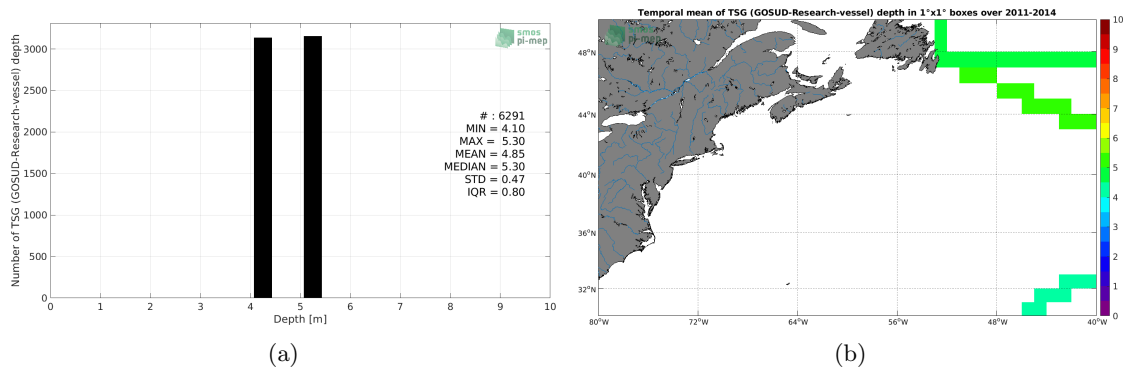 Number of TSG (GOSUD-Research-vessel) depth
3000
2500
2000
1500
1000
500
0
0 1 2 3 4 5 6 7 8 9 10
Depth [m]
smos
pi-mep
# : 6291
MIN = 4.10
MAX = 5.30
MEAN = 4.85
MEDIAN = 5.30
STD = 0.47
IQR = 0.80
(a)
Temporal mean of TSG (GOSUD-Research-vessel) depth in 1°x1° boxes over 2011-2014
smos
pi-mep
48°N
44°N
40°N
36°N
32°N
80°W 72°W 64°W 56°W 48°W 40°W
10
9
8
7
6
5
4
3
2
1
0
(b)